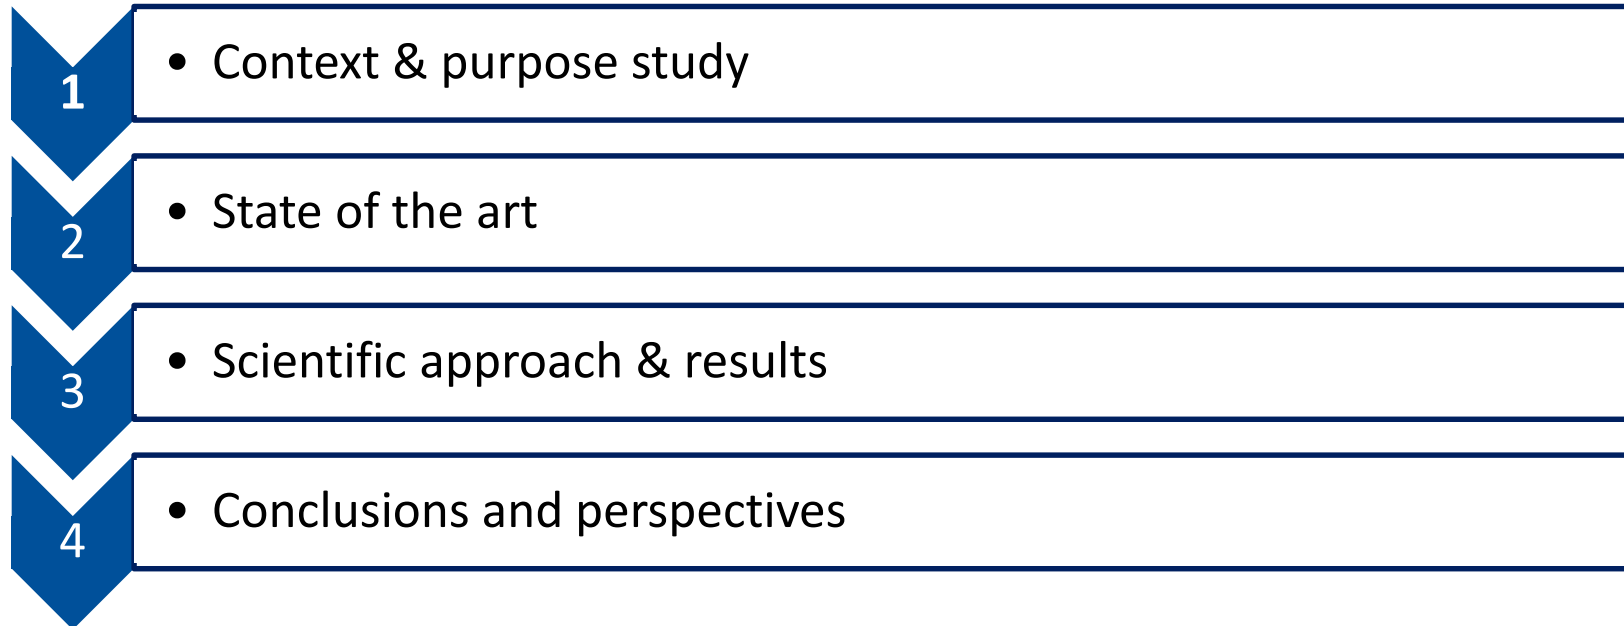 1
• Context & purpose study
2
• State of the art
3
• Scientific approach & results
4
• Conclusions and perspectives